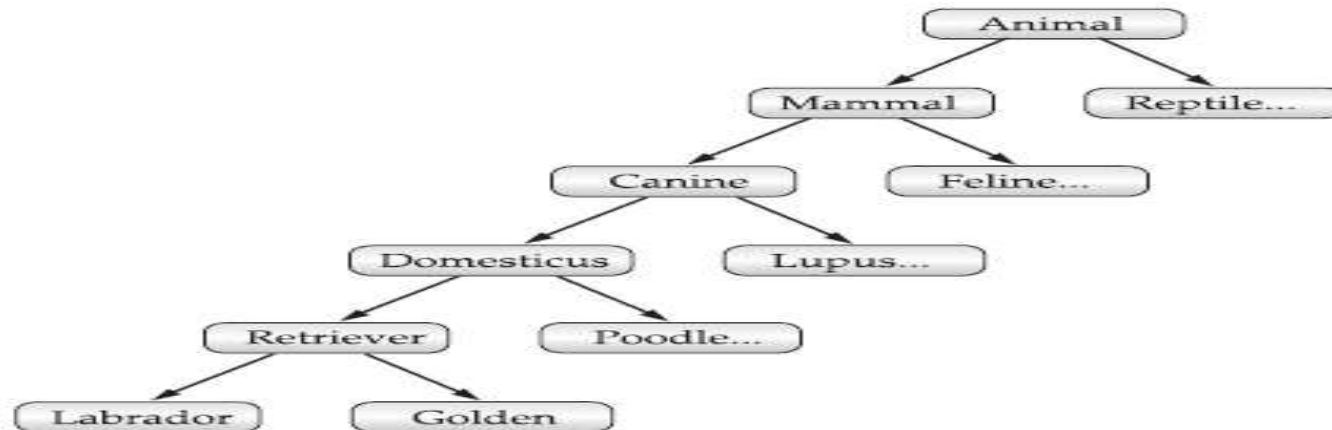 Animal
Mammal
Reptile...
Canine
Feline...
Domesticus
Lupus...
Retriever
Poodle...
Labrador
Golden